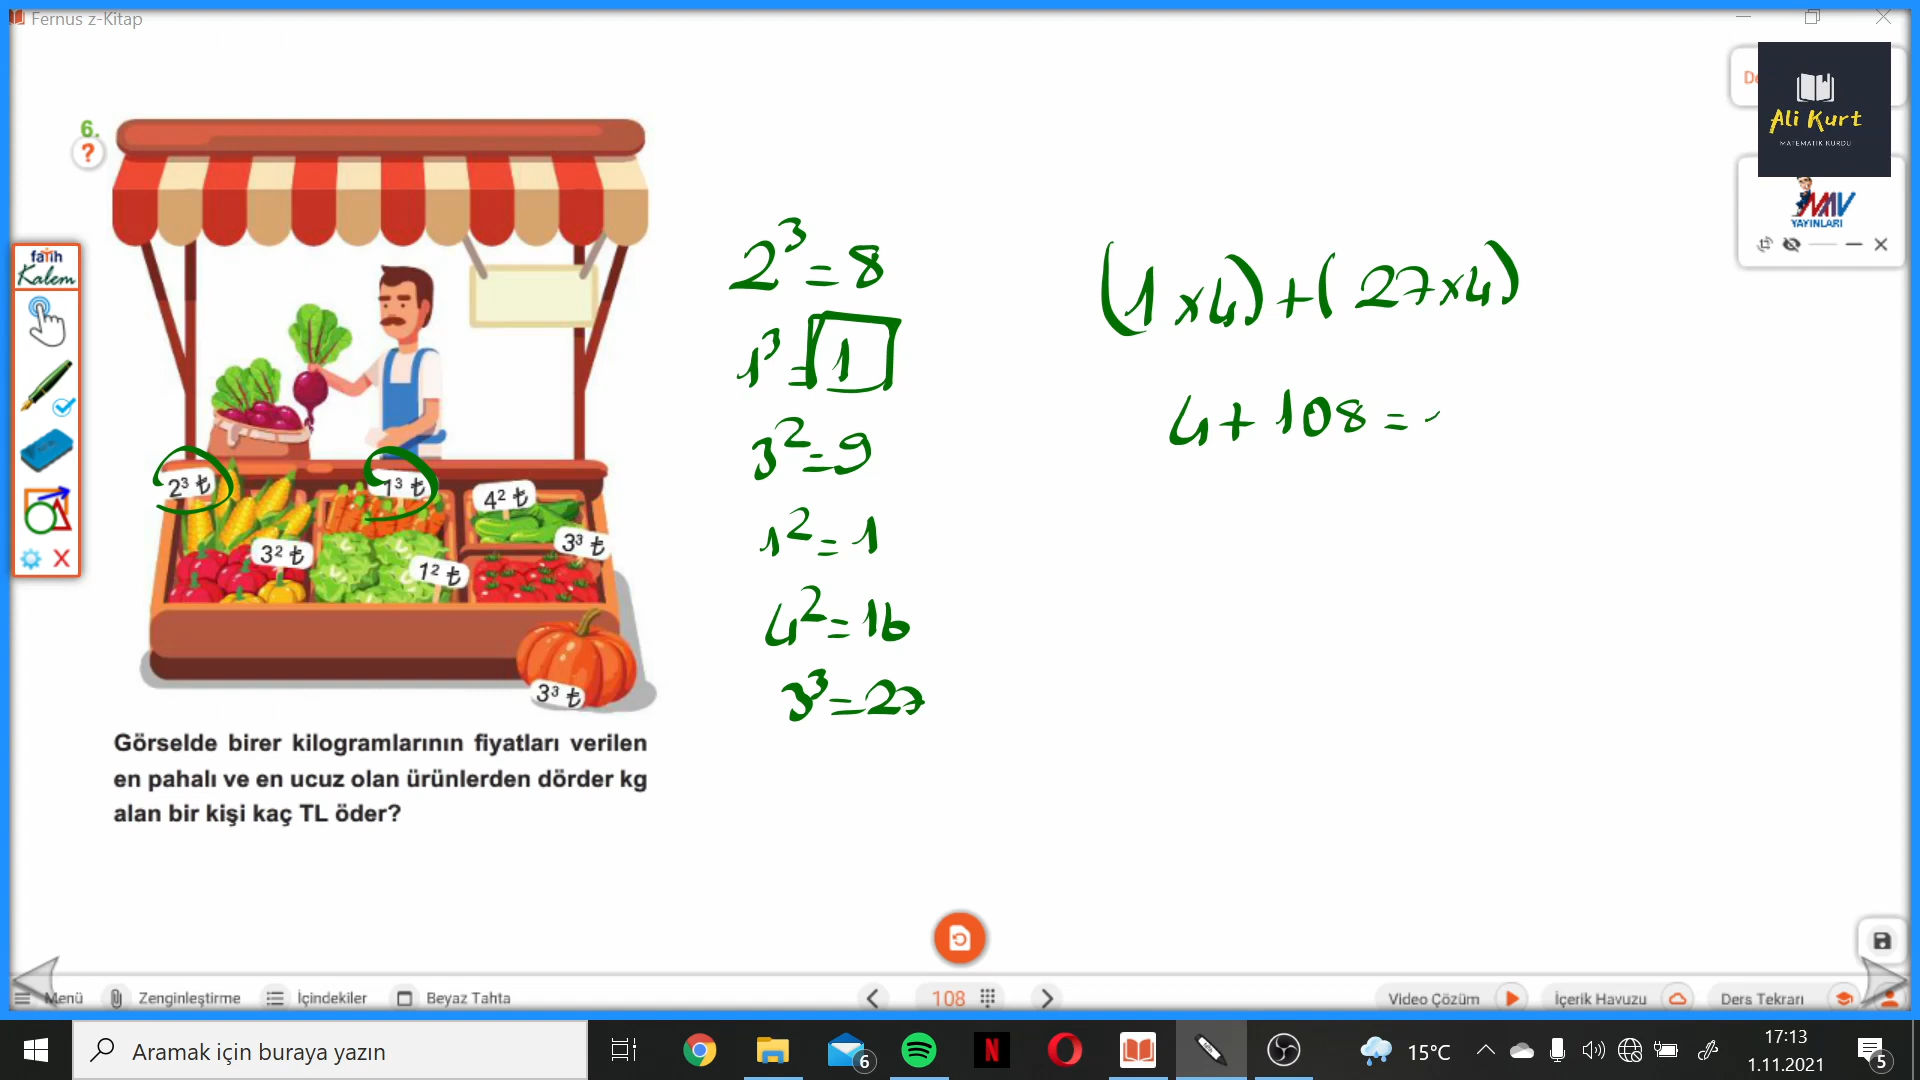 Fernus z-Kitap
Ali Kurt
MATEMATİK KURDU
MAV
YAYINLARI
fatih
Kalem
6.
?
2³ ₺
1³ ₺
4² ₺
3² ₺
1² ₺
3³ ₺
3³ ₺
Görselde birer kilogramlarının fiyatları verilen
en pahalı ve en ucuz olan ürünlerden dörder kg
alan bir kişi kaç TL öder?
2³=8
1³=1
3²=9
1²=1
4²=16
3³=27
(1x4)+(27x4)
4+108=
Menü
Zenginleştirme
İçindekiler
Beyaz Tahta
108
Video Çözüm
İçerik Havuzu
Ders Tekrarı
Aramak için buraya yazın
6
N
15°C
17:13
1.11.2021
5